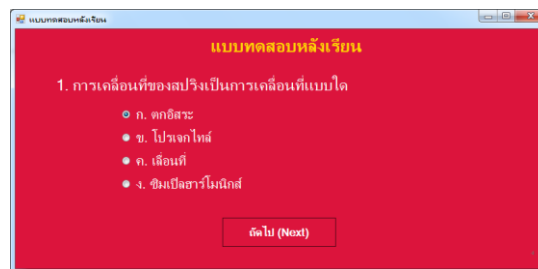 แบบทดสอบหลังเรียน
แบบทดสอบหลังเรียน
1. การเคลื่อนที่ของสปริงเป็นการเคลื่อนที่แบบใด
ก. ตกอิสระ
ข. โปรเจกไทล์
ค. เลื่อนที่
ง. ซิมเปิลฮาร์โมนิกส์
ถัดไป (Next)